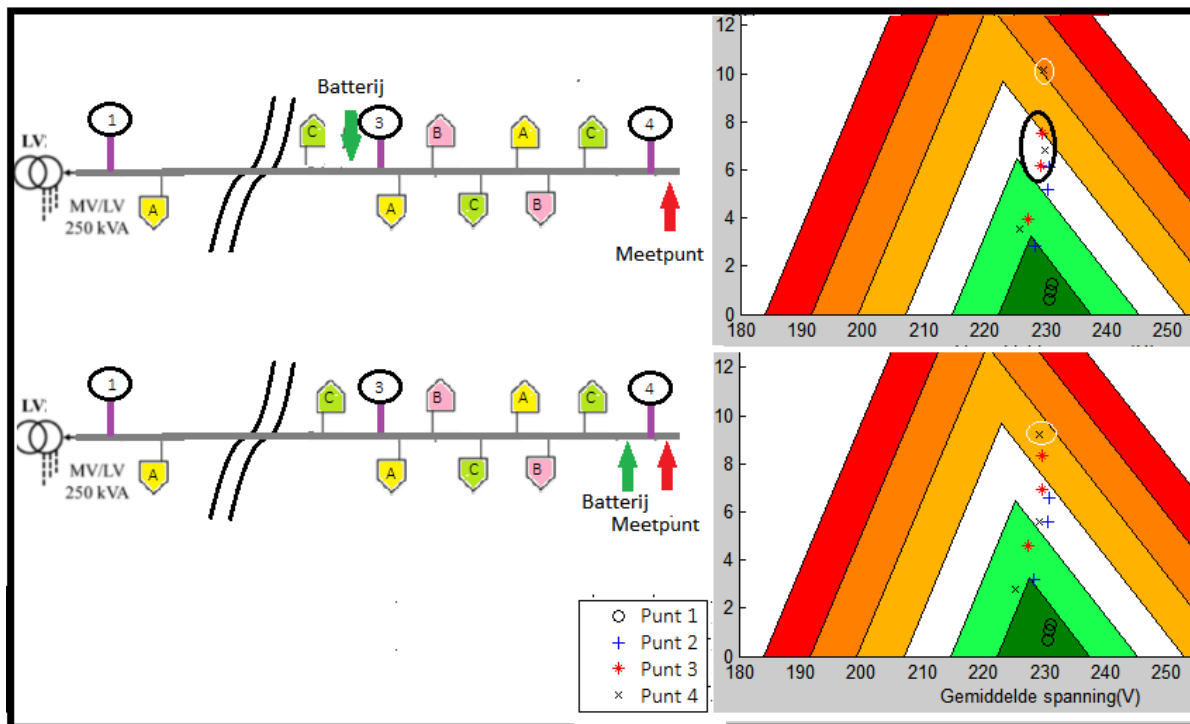 Batterij
1
C
3
B
A
C
4
LV:
MV/LV
250 kVA
A
A
C
B
Meetpunt
12
10
8
6
4
2
0
180 190 200 210 220 230 240 250
1
C
3
B
A
C
4
LV:
MV/LV
250 kVA
A
A
C
B
Batterij
Meetpunt
12
10
8
6
4
2
0
180 190 200 210 220 230 240 250
Gemiddelde spanning(V)
Punt 1
Punt 2
Punt 3
Punt 4